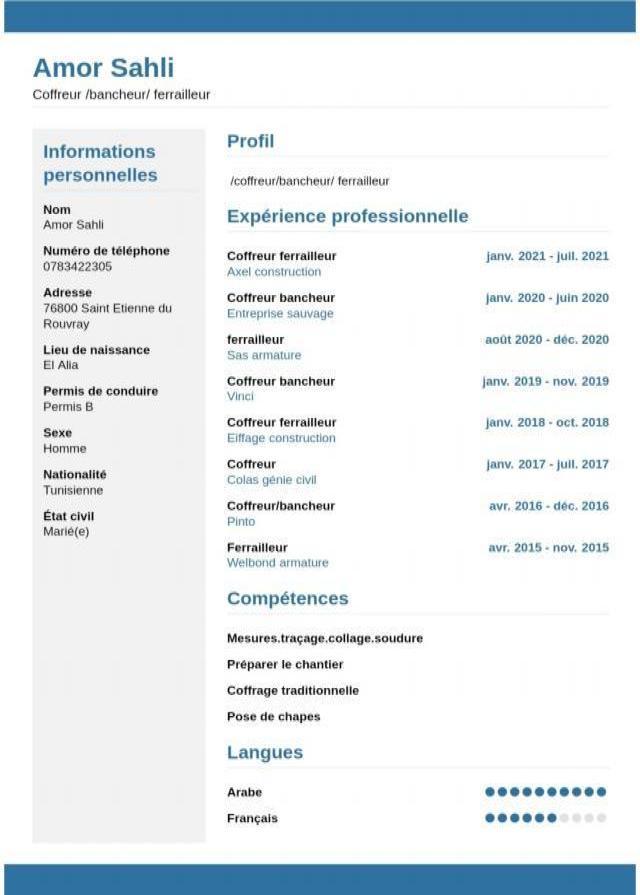 Amor Sahli
Coffreur /bancheur/ ferrailleur
Informations
personnelles
Nom
Amor Sahli
Numéro de téléphone
0783422305
Adresse
76800 Saint Etienne du
Rouvray
Lieu de naissance
El Alia
Permis de conduire
Permis B
Sexe
Homme
Nationalité
Tunisienne
État civil
Marié(e)
Profil
/coffreur/bancheur/ ferrailleur
Expérience professionnelle
Coffreur ferrailleur janv. 2021 - juil. 2021
Axel construction
Coffreur bancheur janv. 2020 - juin 2020
Entreprise sauvage
ferrailleur août 2020 - déc. 2020
Sas armature
Coffreur bancheur janv. 2019 - nov. 2019
Vinci
Coffreur ferrailleur janv. 2018 - oct. 2018
Eiffage construction
Coffreur janv. 2017 - juil. 2017
Colas génie civil
Coffreur/bancheur avr. 2016 - déc. 2016
Pinto
Ferrailleur avr. 2015 - nov. 2015
Welbond armature
Compétences
Mesures.traçage.collage.soudure
Préparer le chantier
Coffrage traditionnelle
Pose de chapes
Langues
Arabe
Français